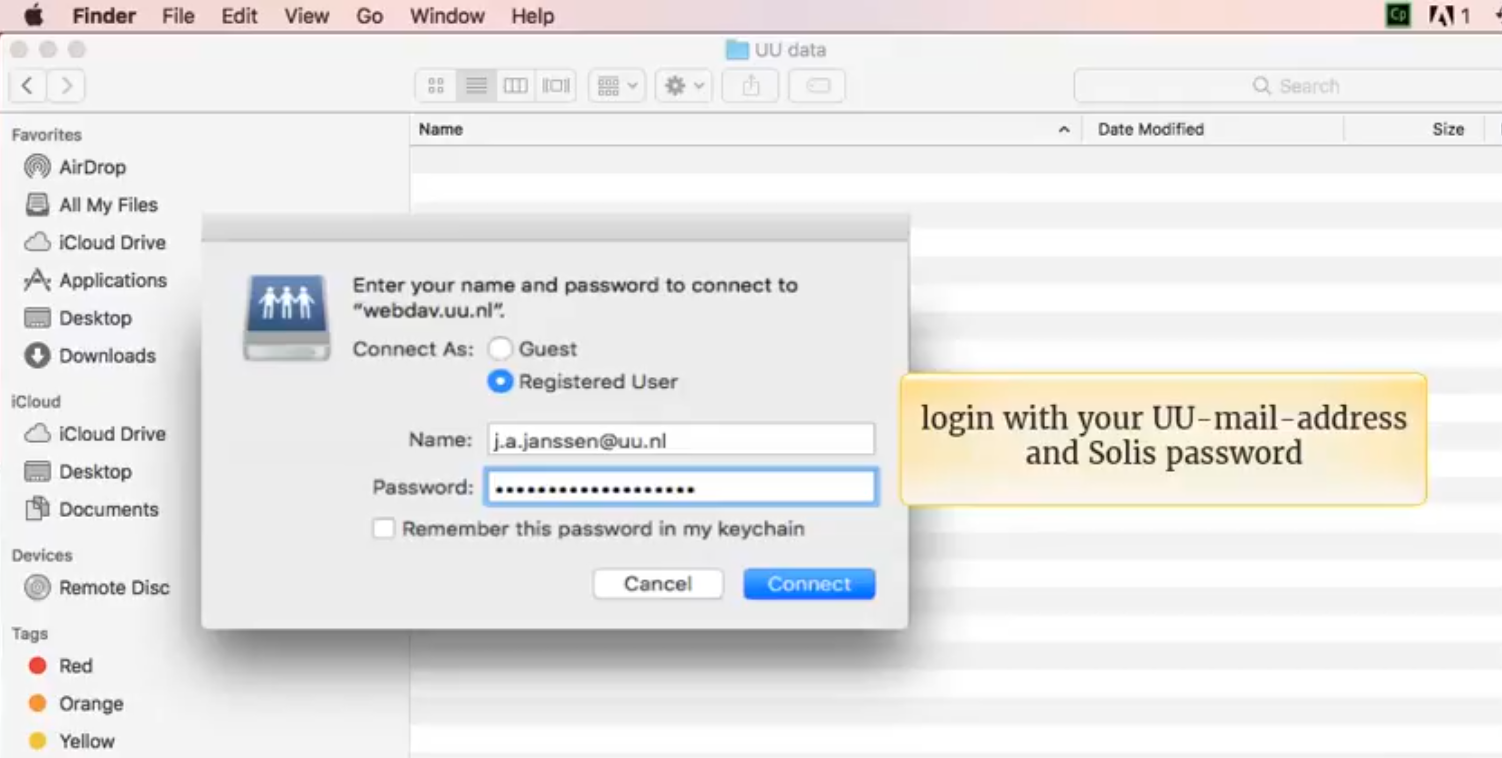 Finder File Edit View Go Window Help
1
UU data
Search
Favorites
AirDrop
All My Files
iCloud Drive
Applications
Desktop
Downloads
iCloud
iCloud Drive
Desktop
Documents
Devices
Remote Disc
Tags
Red
Orange
Yellow
Name Date Modified Size
Enter your name and password to connect to
“webdav.uu.nl”.
Connect As: Guest
Registered User
Name: j.a.janssen@uu.nl
Password: •••••••••••••••••••
Remember this password in my keychain
Cancel Connect
login with your UU-mail-address
and Solis password